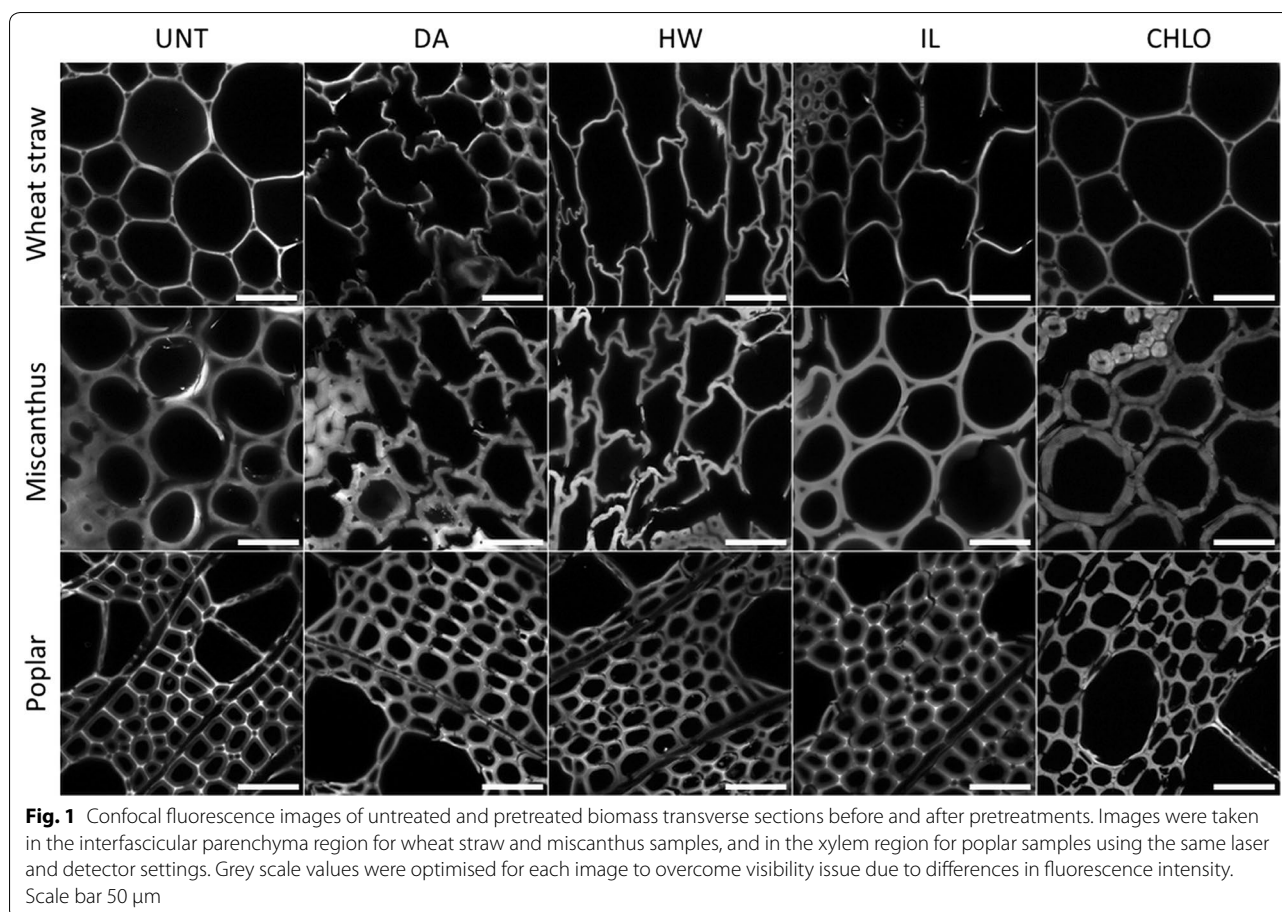 UNT DA HW IL CHLO
Wheat straw
Miscanthus
Poplar
Fig. 1 Confocal fluorescence images of untreated and pretreated biomass transverse sections before and after pretreatments. Images were taken
in the interfascicular parenchyma region for wheat straw and miscanthus samples, and in the xylem region for poplar samples using the same laser
and detector settings. Grey scale values were optimised for each image to overcome visibility issue due to differences in fluorescence intensity.
Scale bar 50 μm